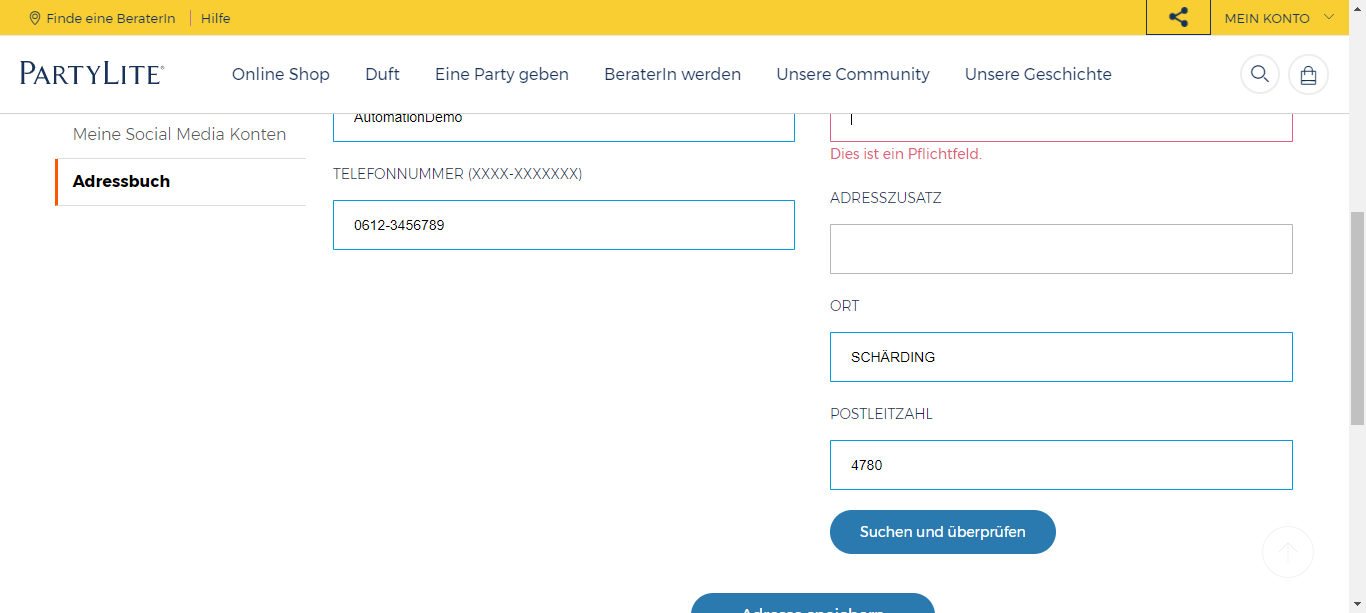 Finde eine BeraterIn
Hilfe
MEIN KONTO
PARTYLITE®
Online Shop
Duft
Eine Party geben
BeraterIn werden
Unsere Community
Unsere Geschichte
Meine Social Media Konten
Adressbuch
AutomationDemo
TELEFONNUMMER (XXXX-XXXXXXX)
0612-3456789
Dies ist ein Pflichtfeld.
ADRESSZUSATZ
ORT
SCHÄRDING
POSTLEITZAHL
4780
Suchen und überprüfen
Adresse speichern